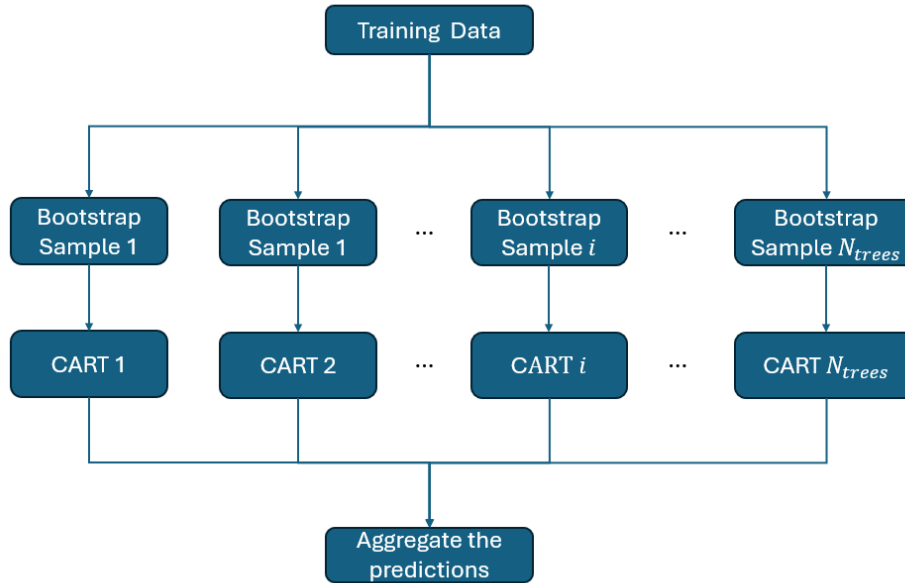 Training Data
Bootstrap
Sample 1
Bootstrap
Sample 1
...
Bootstrap
Sample i
...
Bootstrap
Sample N_trees
CART 1
CART 2
...
CART i
...
CART N_trees
Aggregate the
predictions